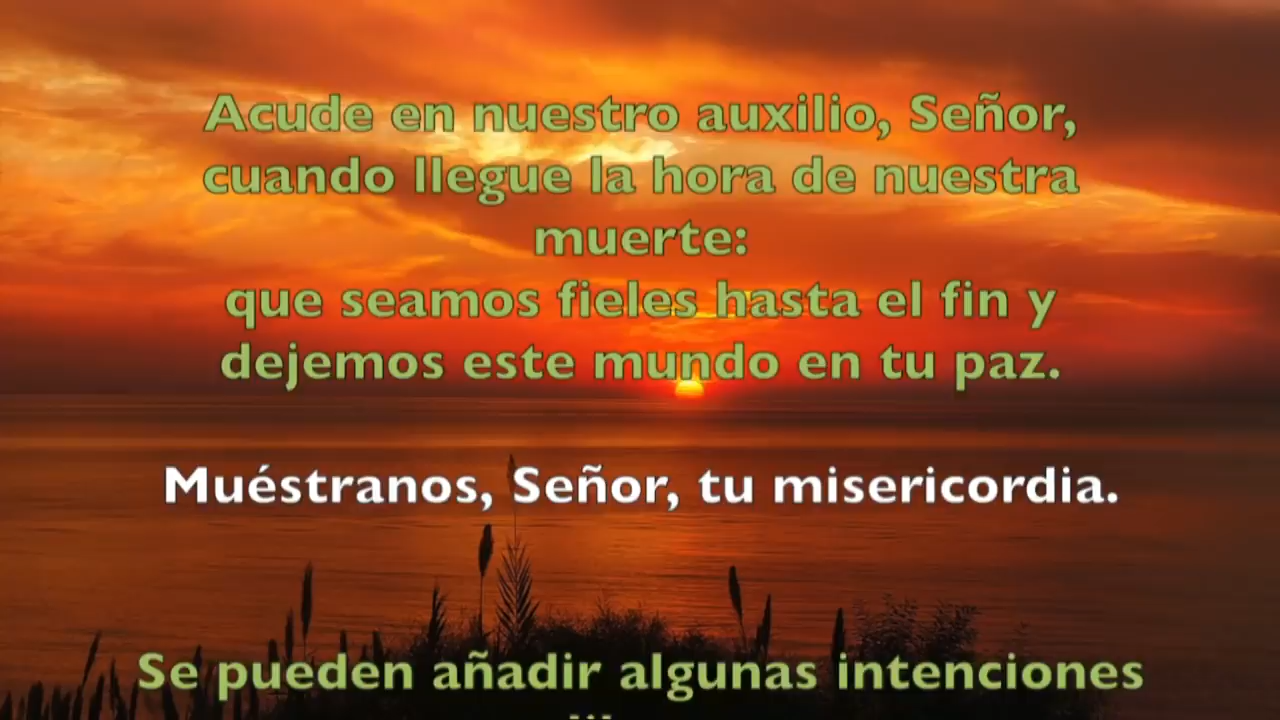 Acude en nuestro auxilio, Señor,
cuando llegue la hora de nuestra
muerte:
que seamos fieles hasta el fin y
dejemos este mundo en tu paz.
Muéstranos, Señor, tu misericordia.
Se pueden añadir algunas intenciones